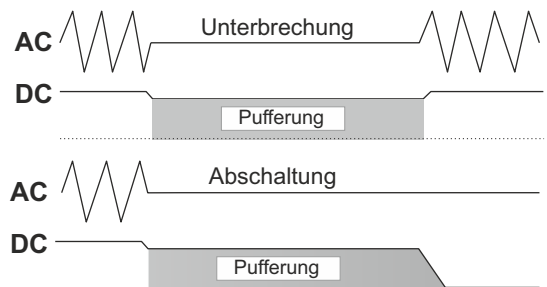 Unterbrechung
AC
DC
Pufferung
Abschaltung
AC
DC
Pufferung